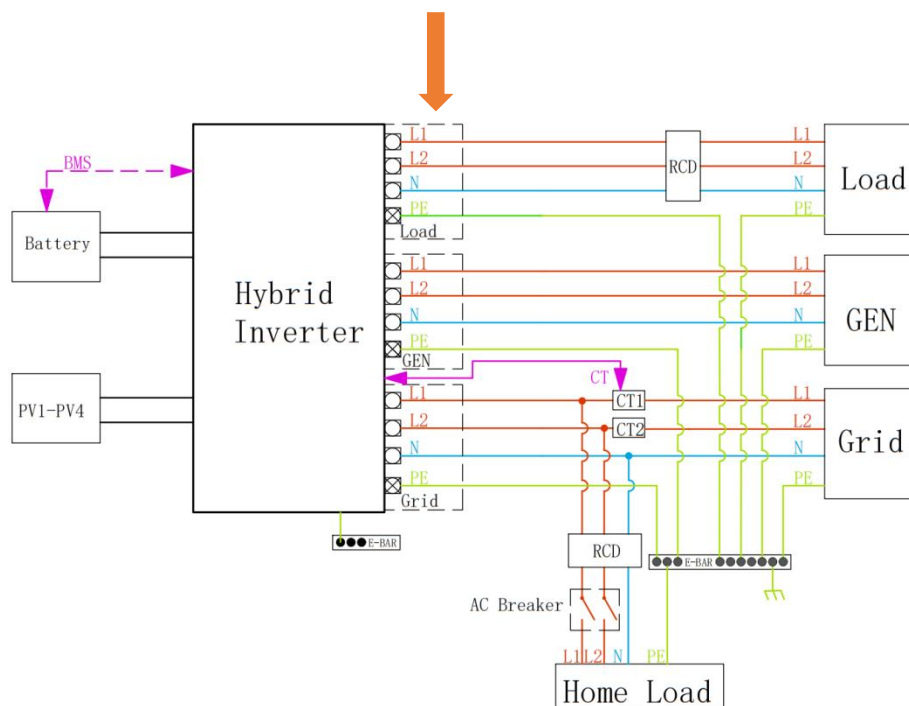 L1
L2
N
PE
Load
RCD
L1
L2
N
PE
Load
BMS
Battery
Hybrid
Inverter
L1
L2
N
PE
GEN
L1
L2
N
PE
GEN
PV1-PV4
CT
CT1
CT2
L1
L2
N
PE
Grid
L1
L2
PE
Grid
E-BAR
RCD
E-BAR
AC Breaker
L1
L2
N
PE
Home Load